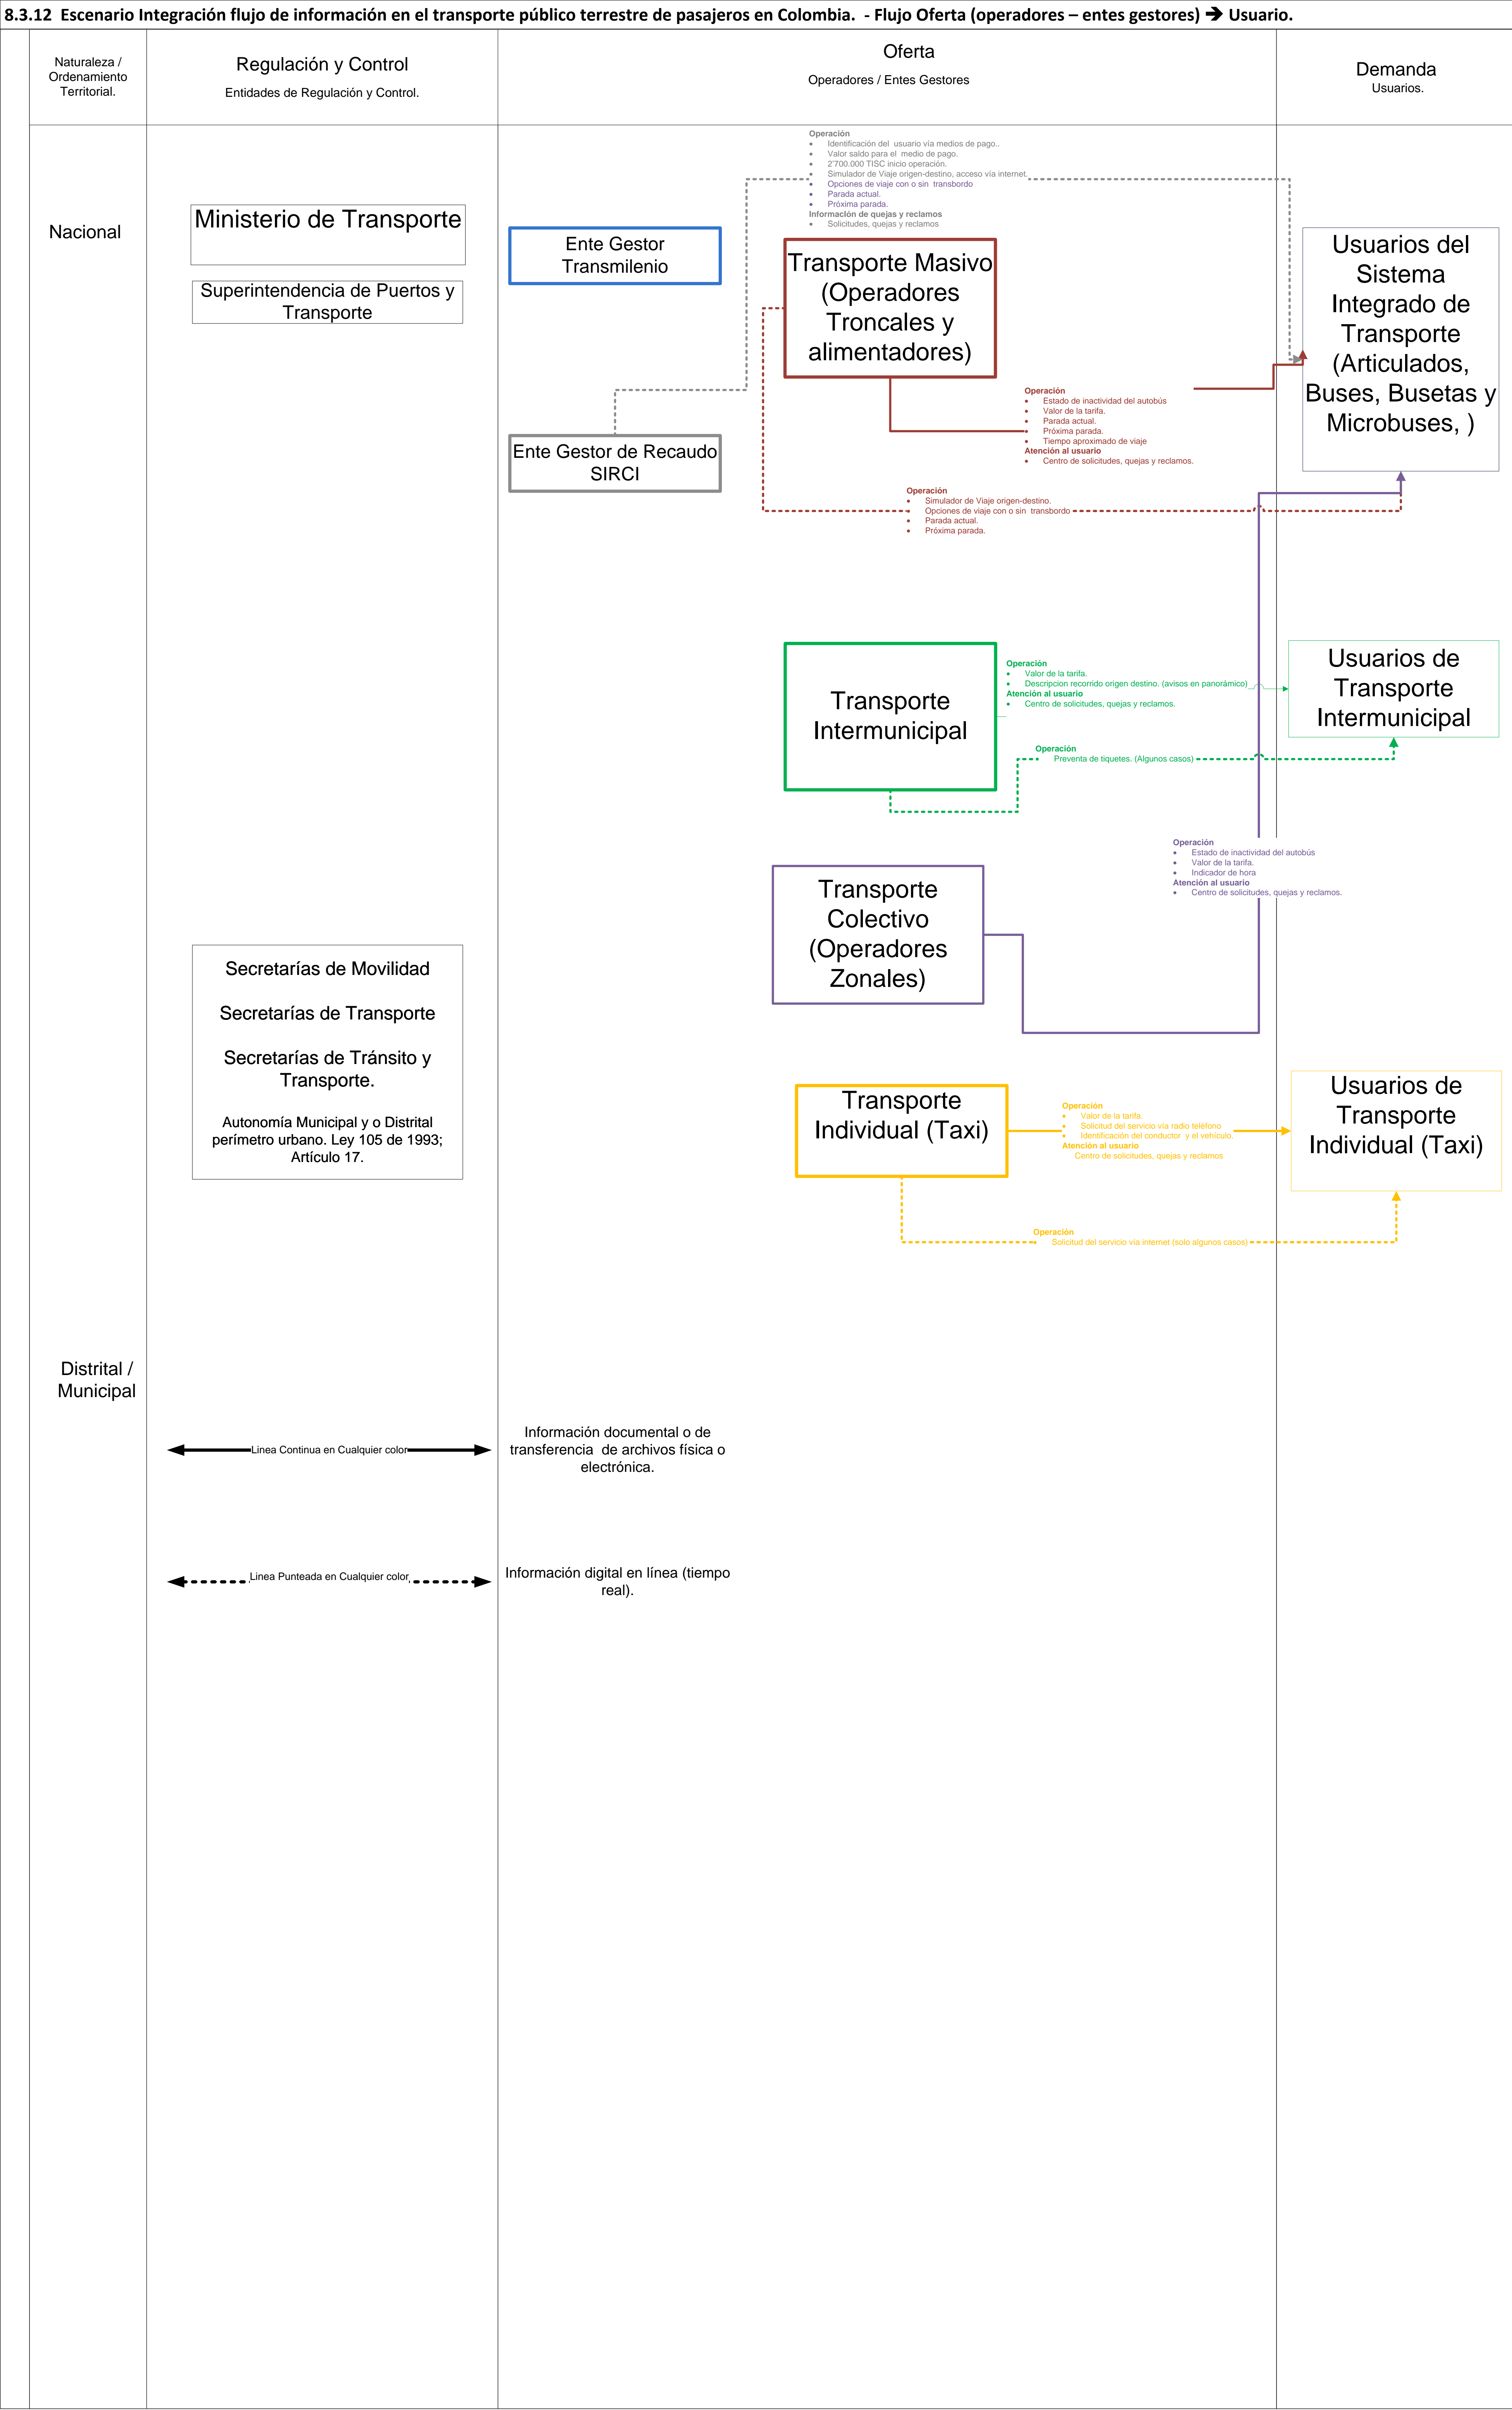 8.3.12  Escenario Integración flujo de información en el transporte público terrestre de pasajeros en Colombia.  - Flujo Oferta (operadores – entes gestores) ➔ Usuario.
Naturaleza /
Ordenamiento
Territorial.
Regulación y Control
Entidades de Regulación y Control.
Oferta
Operadores / Entes Gestores
Demanda
Usuarios.
Nacional
Ministerio de Transporte
Superintendencia de Puertos y
Transporte
Ente Gestor
Transmilenio
Ente Gestor de Recaudo
SIRCI
Operación
• Identificación del  usuario vía medios de pago..
• Valor saldo para el  medio de pago.
• 2'700.000 TISC inicio operación.
• Simulador de Viaje origen-destino, acceso vía internet.
• Opciones de viaje con o sin  transbordo
• Parada actual.
• Próxima parada.
Información de quejas y reclamos
• Solicitudes, quejas y reclamos
Transporte Masivo
(Operadores
Troncales y
alimentadores)
Usuarios del
Sistema
Integrado de
Transporte
(Articulados,
Buses, Busetas y
Microbuses, )
Operación
• Estado de inactividad del autobús
• Valor de la tarifa.
• Parada actual.
• Próxima parada.
• Tiempo aproximado de viaje
Atención al usuario
• Centro de solicitudes, quejas y reclamos.
Operación
• Simulador de Viaje origen-destino.
• Opciones de viaje con o sin  transbordo
• Parada actual.
• Próxima parada.
Transporte
Intermunicipal
Operación
• Valor de la tarifa.
• Descripcion recorrido origen destino. (avisos en panorámico)
Atención al usuario
• Centro de solicitudes, quejas y reclamos.
Usuarios de
Transporte
Intermunicipal
Operación
Preventa de tiquetes. (Algunos casos)
Operación
• Estado de inactividad del autobús
• Valor de la tarifa.
• Indicador de hora
Atención al usuario
• Centro de solicitudes, quejas y reclamos.
Transporte
Colectivo
(Operadores
Zonales)
Secretarías de Movilidad
Secretarías de Transporte
Secretarías de Tránsito y
Transporte.
Autonomía Municipal y o Distrital
perímetro urbano. Ley 105 de 1993;
Artículo 17.
Transporte
Individual (Taxi)
Operación
• Valor de la tarifa.
• Solicitud del servicio vía radio teléfono
• Identificación del conductor  y el vehículo.
Atención al usuario
Centro de solicitudes, quejas y reclamos
Usuarios de
Transporte
Individual (Taxi)
Operación
• Solicitud del servicio vía internet (solo algunos casos)
Distrital /
Municipal
Linea Continua en Cualquier color
Información documental o de
transferencia  de archivos física o
electrónica.
Linea Punteada en Cualquier color
Información digital en línea (tiempo
real).